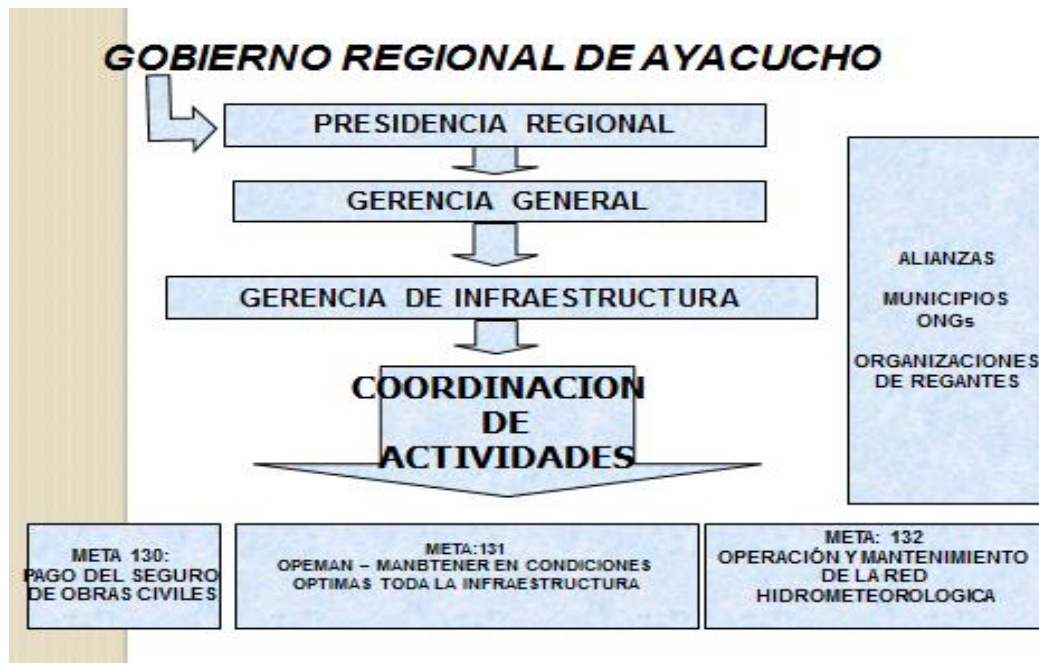 GOBIERNO REGIONAL DE AYACUCHO
PRESIDENCIA REGIONAL
GERENCIA GENERAL
GERENCIA DE INFRAESTRUCTURA
COORDINACION
DE
ACTIVIDADES
ALIANZAS
MUNICIPIOS
ONGs
ORGANIZACIONES
DE REGANTES
META 130:
PAGO DEL SEGURO
DE OBRAS CIVILES
META:131
OPEMAN – MANBTENER EN CONDICIONES
OPTIMAS TODA LA INFRAESTRUCTURA
META: 132
OPERACIÓN Y MANTENIMIENTO
DE LA RED
HIDROMETEOROLOGICA